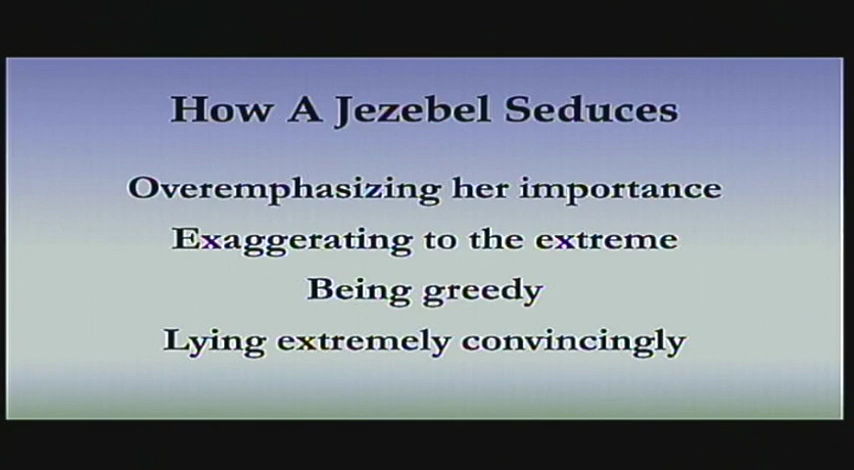 How A Jezebel Seduces
Overemphasizing her importance
Exaggerating to the extreme
Being greedy
Lying extremely convincingly